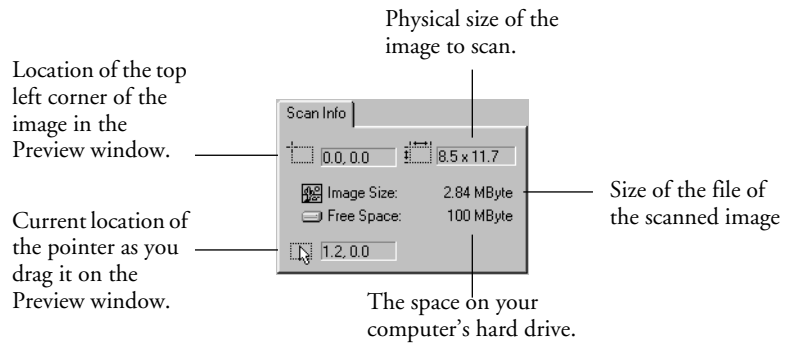 Physical size of the
image to scan.
Location of the top
left corner of the
image in the
Preview window.
Scan Info
0.0, 0.0
8.5 x 11.7
Image Size: 2.84 MByte
Free Space: 100 MByte
1.2, 0.0
Size of the file of
the scanned image
Current location of
the pointer as you
drag it on the
Preview window.
The space on your
computer's hard drive.